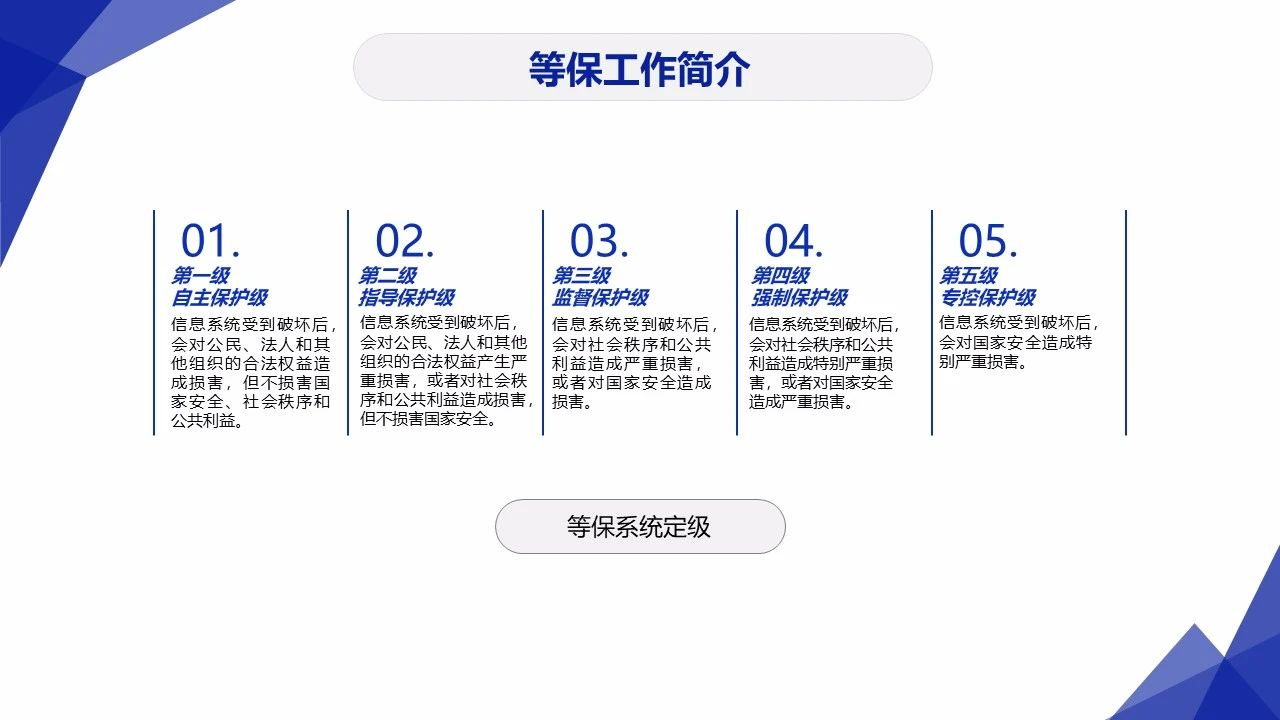 等保工作简介
01.
第一级
自主保护级
信息系统受到破坏后,
会对公民、法人和其
他组织的合法权益造
成损害，但不损害国
家安全、社会秩序和
公共利益。
02.
第二级
指导保护级
信息系统受到破坏后，
会对公民、法人和其他
组织的合法权益产生严
重损害，或者对社会秩
序和公共利益造成损害，
但不损害国家安全。
03.
第三级
监督保护级
信息系统受到破坏后，
会对社会秩序和公共
利益造成严重损害，
或者对国家安全造成
损害。
04.
第四级
强制保护级
信息系统受到破坏后，
会对社会秩序和公共
利益造成特别严重损
害，或者对国家安全
造成严重损害。
05.
第五级
专控保护级
信息系统受到破坏后，
会对国家安全造成特
别严重损害。
等保系统定级